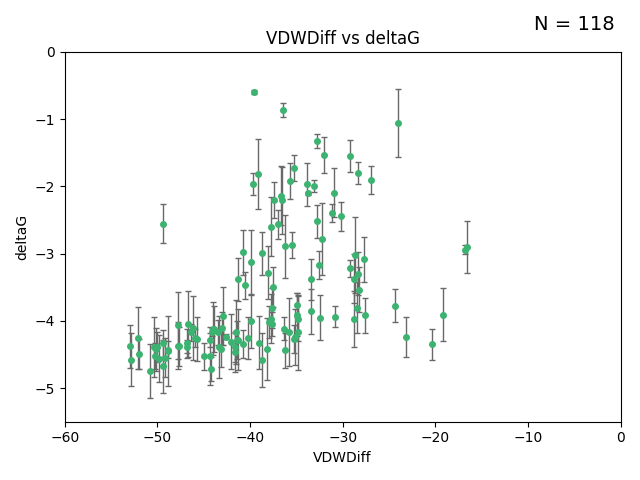 N = 118
VDWDiff vs deltaG
0
−1
−2
−3
−4
−5
deltaG
−60 −50 −40 −30 −20 −10 0
VDWDiff